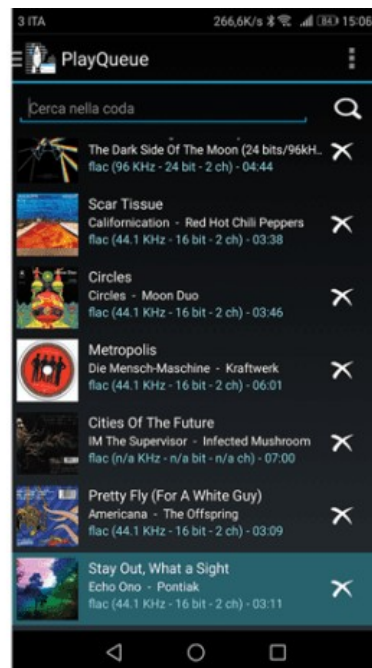 3 ITA 266,6K/s 84 15:06
PlayQueue
Cerca nella coda
The Dark Side Of The Moon (24 bits/96kH..
flac (96 KHz - 24 bit - 2 ch) - 04:44
Scar Tissue
Californication - Red Hot Chili Peppers
flac (44.1 KHz - 16 bit - 2 ch) - 03:38
Circles
Circles - Moon Duo
flac (44.1 KHz - 16 bit - 2 ch) - 03:46
Metropolis
Die Mensch-Maschine - Kraftwerk
flac (44.1 KHz - 16 bit - 2 ch) - 06:01
Cities Of The Future
IM The Supervisor - Infected Mushroom
flac (n/a KHz - n/a bit - n/a ch) - 07:00
Pretty Fly (For A White Guy)
Americana - The Offspring
flac (44.1 KHz - 16 bit - 2 ch) - 03:09
Stay Out, What a Sight
Echo Ono - Pontiak
flac (44.1 KHz - 16 bit - 2 ch) - 03:11